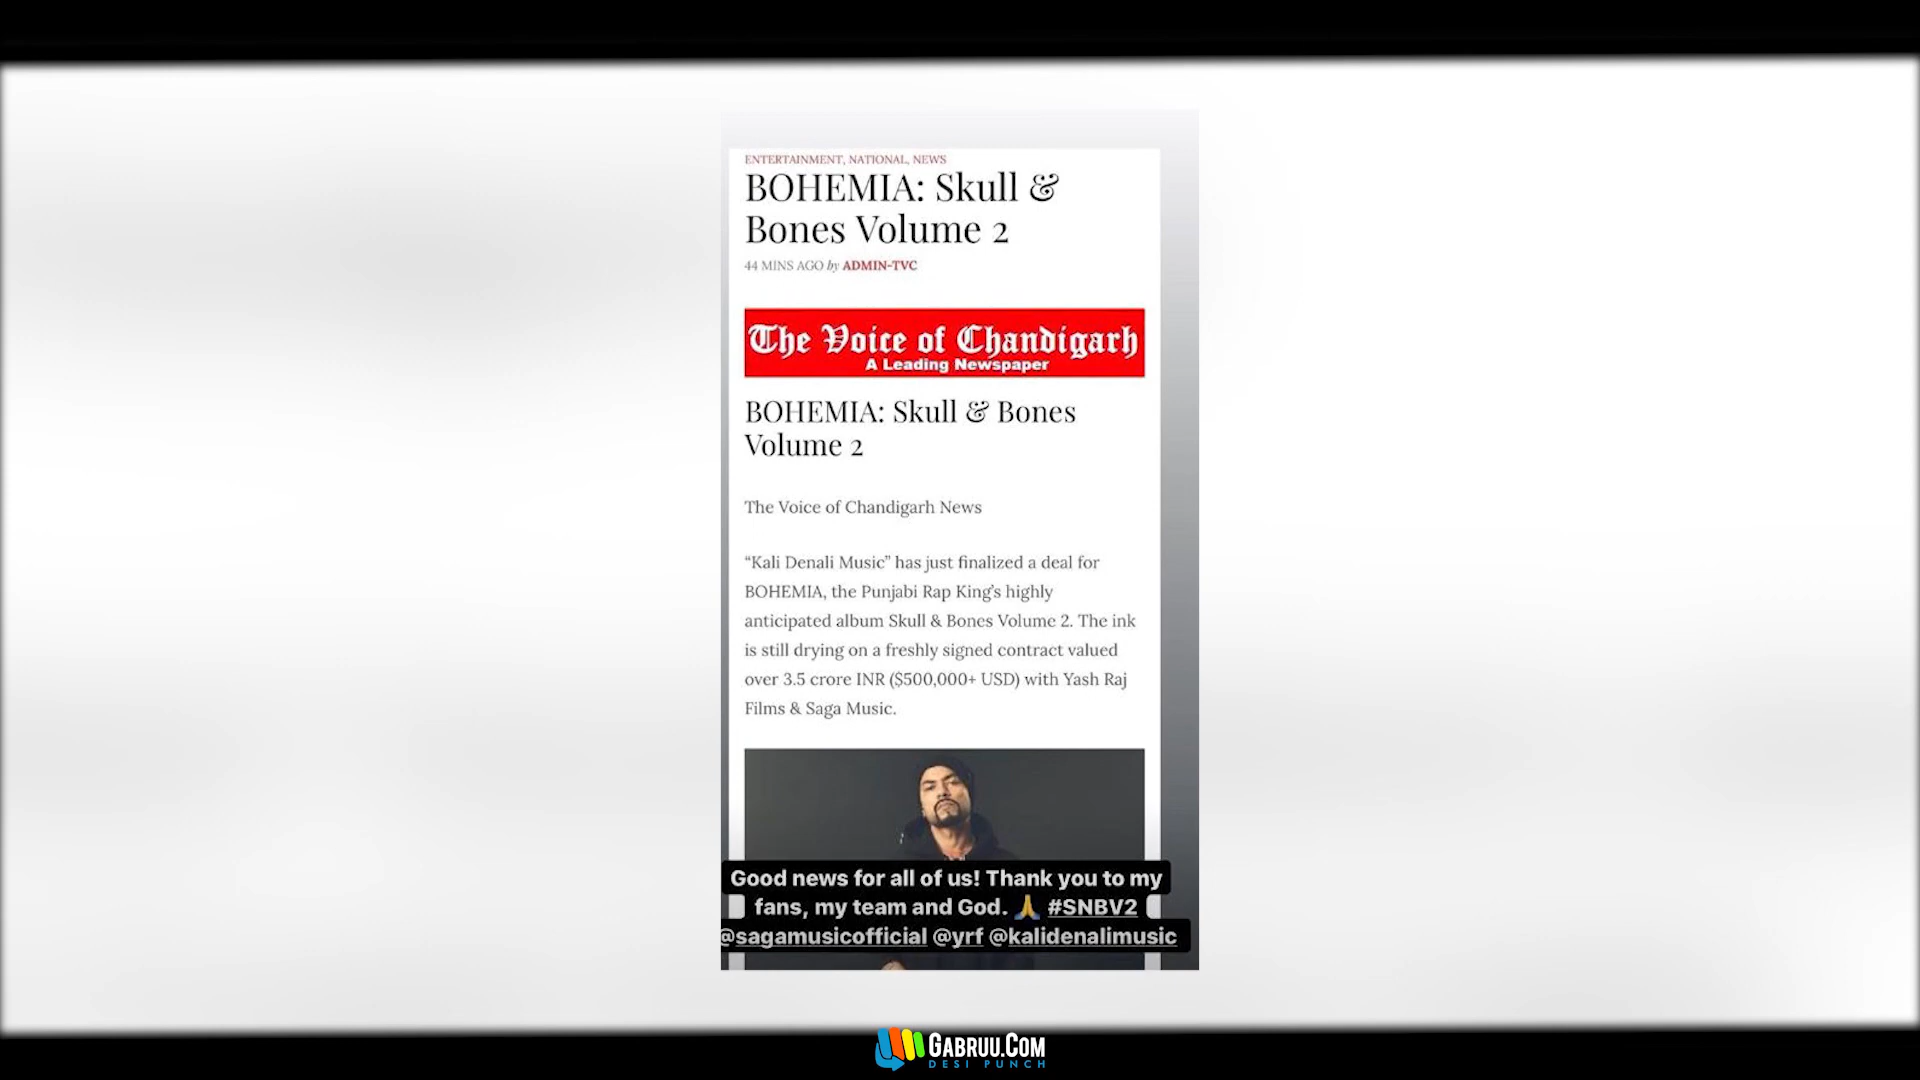 ENTERTAINMENT, NATIONAL, NEWS
BOHEMIA: Skull &
Bones Volume 2
44 MINS AGO by ADMIN-TVC
The Voice of Chandigarh
A Leading Newspaper
BOHEMIA: Skull & Bones
Volume 2
The Voice of Chandigarh News
“Kali Denali Music” has just finalized a deal for
BOHEMIA, the Punjabi Rap King’s highly
anticipated album Skull & Bones Volume 2. The ink
is still drying on a freshly signed contract valued
over 3.5 crore INR ($500,000+ USD) with Yash Raj
Films & Saga Music.
Good news for all of us! Thank you to my
fans, my team and God. 🙏 #SNBV2
@sagamusicofficial @yrf @kalidenalimusic
GABRUU.COM
DESI PUNCH